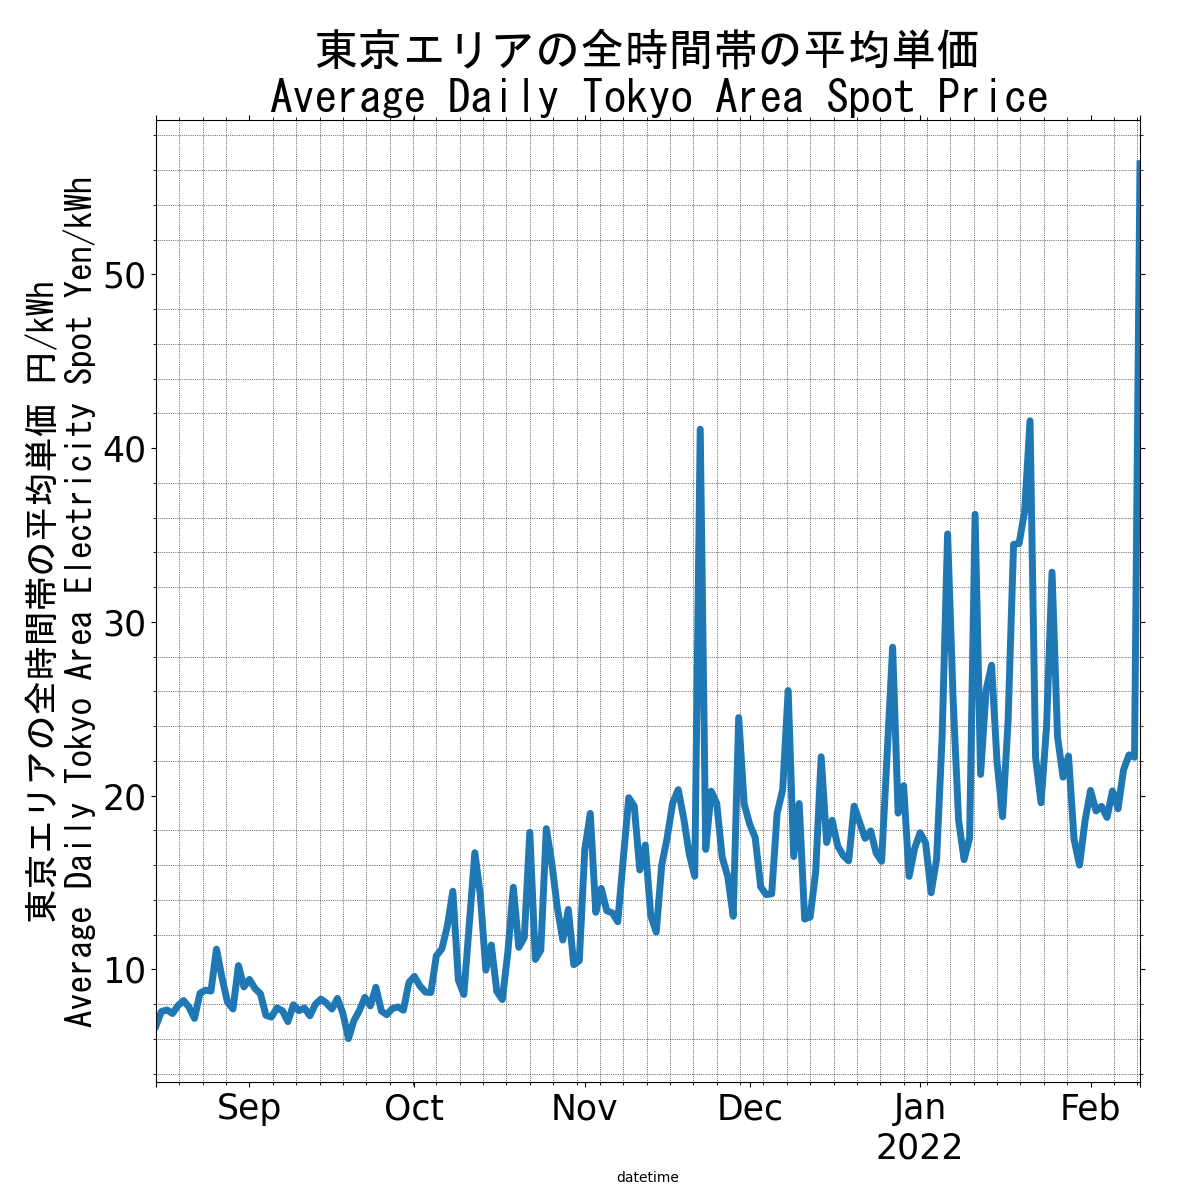 東京エリアの全時間帯の平均単価
Average Daily Tokyo Area Spot Price
東京エリアの全時間帯の平均単価 円/kWh
Average Daily Tokyo Area Electricity Spot Yen/kWh
50
40
30
20
10
Sep Oct Nov Dec Jan Feb
2022
datetime